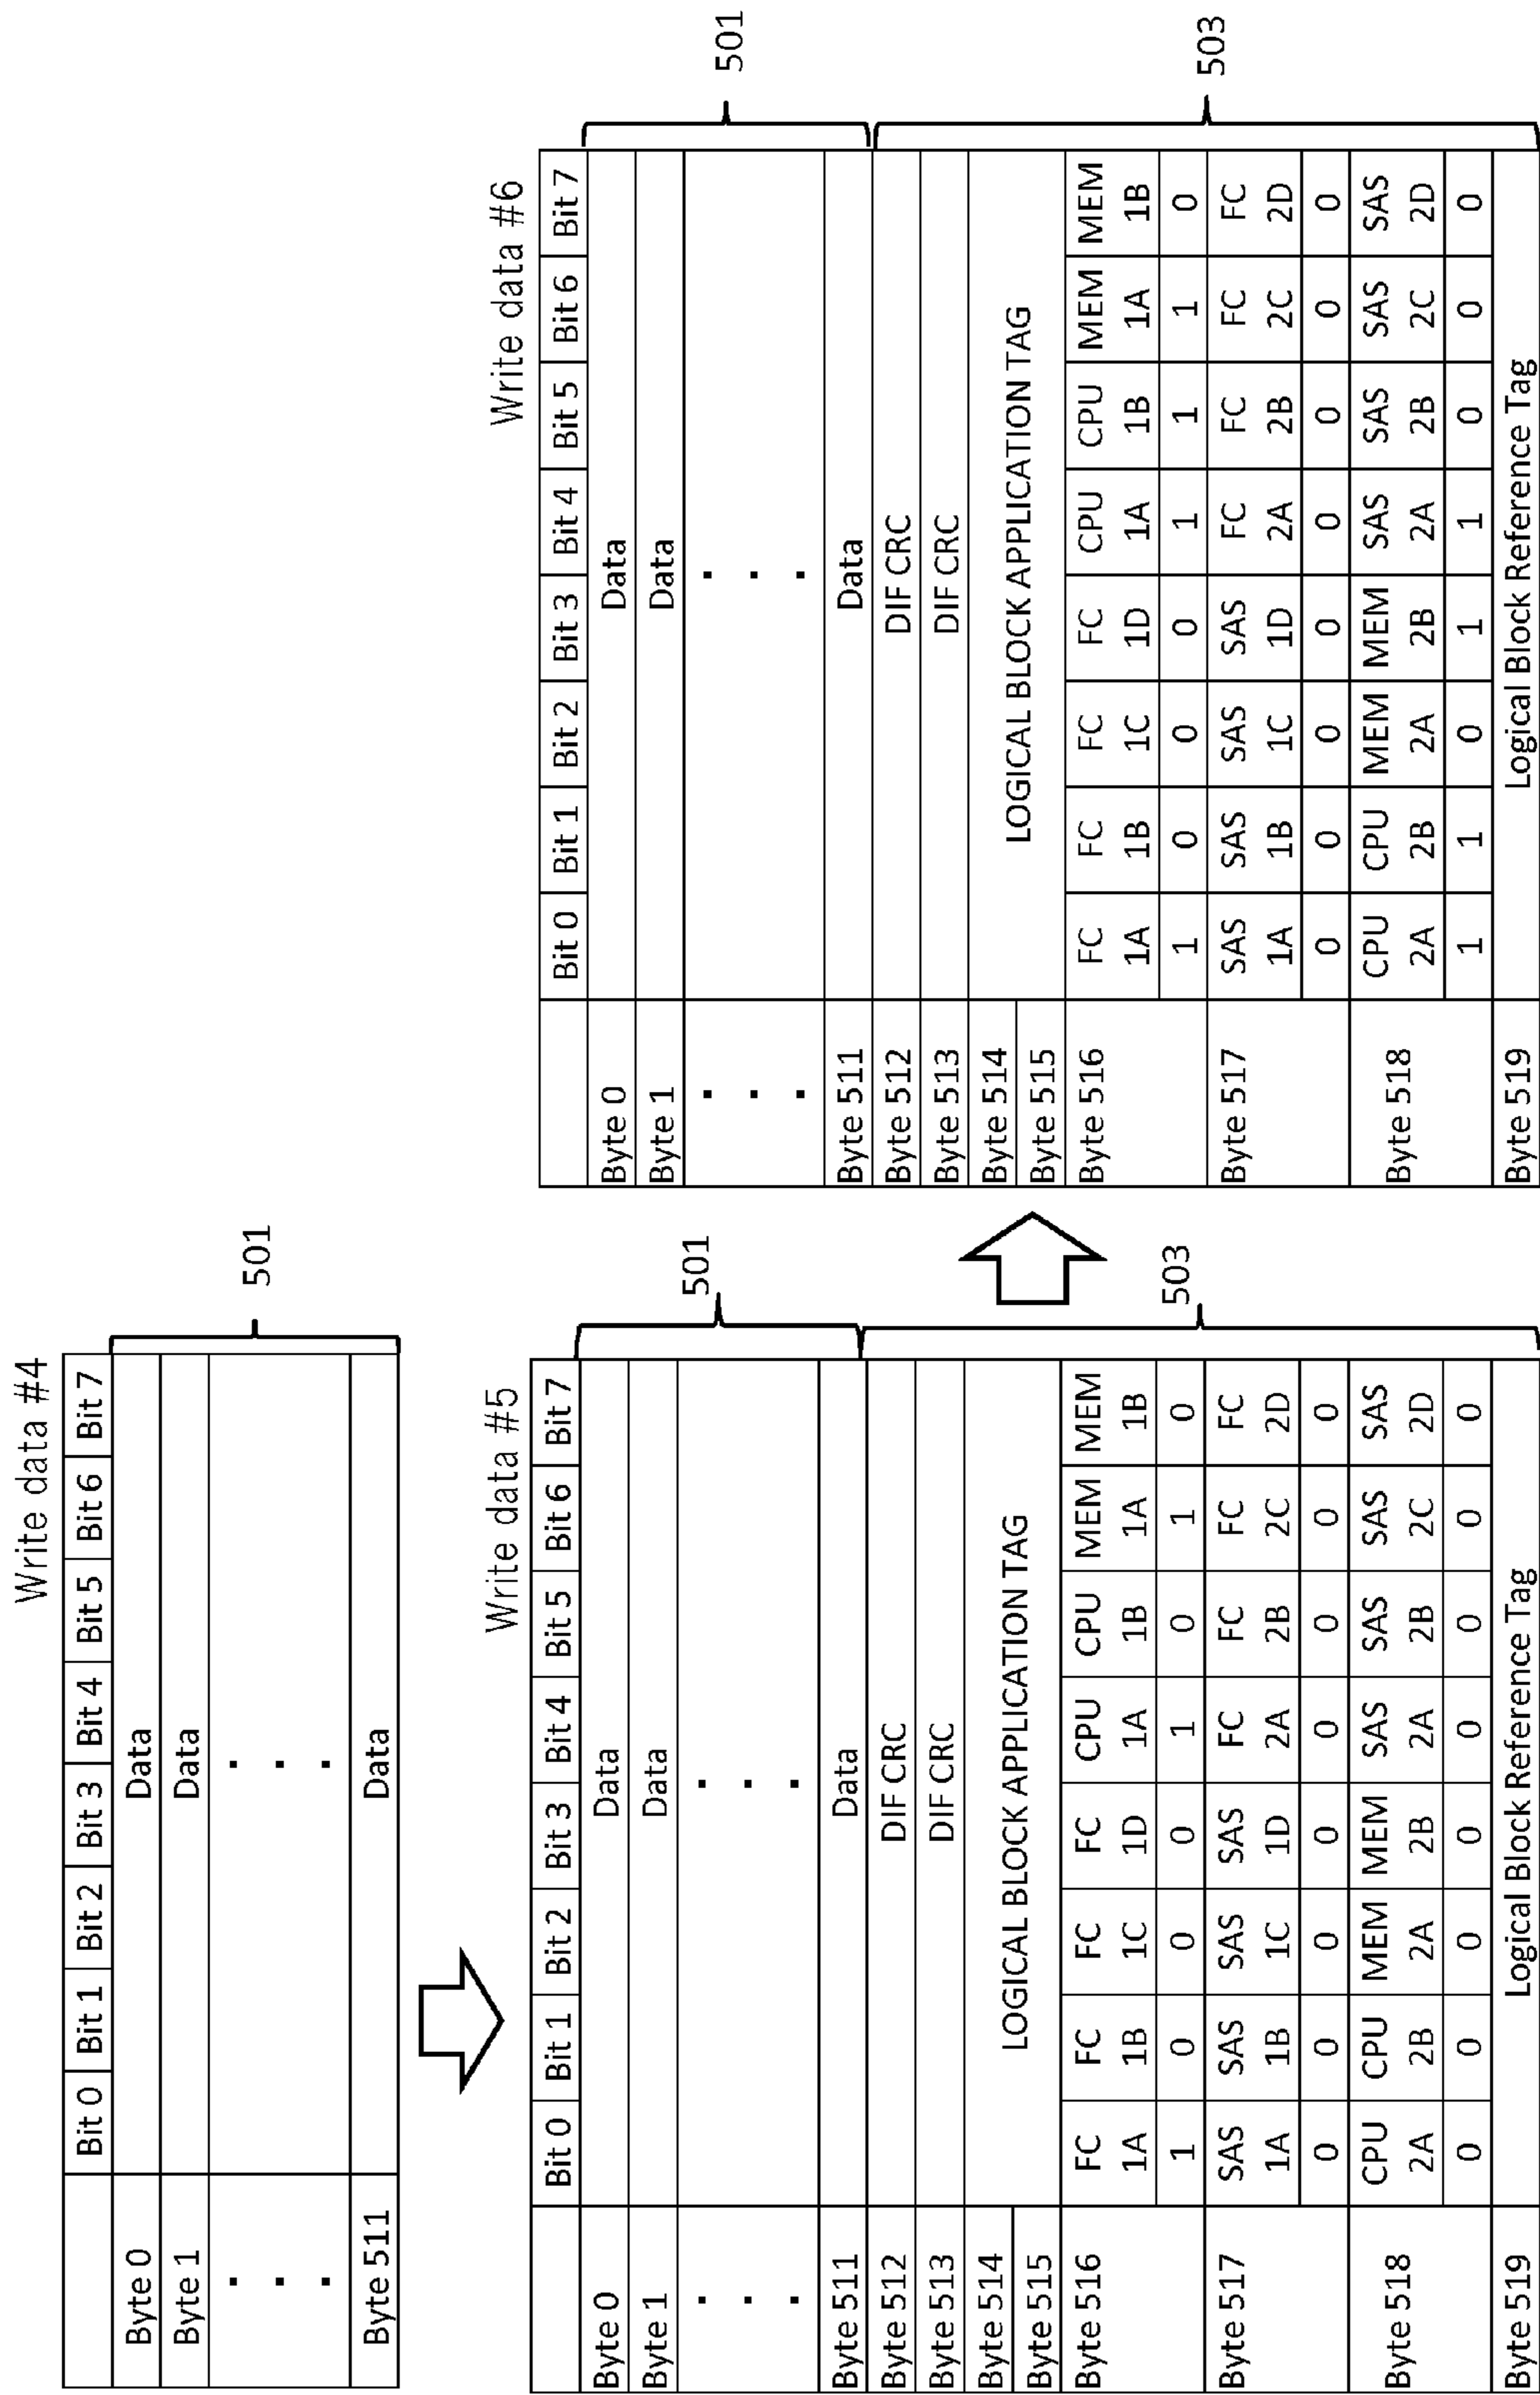 Write data #4
Bit 0 Bit 1 Bit 2 Bit 3 Bit 4 Bit 5 Bit 6 Bit 7
Byte 0 Data
Byte 1 Data
. . .
Byte 511 Data
501
Write data #5
Bit 0 Bit 1 Bit 2 Bit 3 Bit 4 Bit 5 Bit 6 Bit 7
Byte 0 Data
Byte 1 Data
. . .
Byte 511 Data
Byte 512 DIF CRC
Byte 513 DIF CRC
Byte 514 LOGICAL BLOCK APPLICATION TAG
Byte 515
Byte 516 FC FC FC FC CPU CPU MEM MEM
1A 1B 1C 1D 1A 1B 1A 1B
1 0 0 0 1 0 1 0
Byte 517 SAS SAS SAS SAS FC FC FC FC
1A 1B 1C 1D 2A 2B 2C 2D
0 0 0 0 0 0 0 0
Byte 518 CPU CPU MEM MEM SAS SAS SAS SAS
2A 2B 2A 2B 2A 2B 2C 2D
0 0 0 0 0 0 0 0
Byte 519 Logical Block Reference Tag
501
503
Write data #6
Bit 0 Bit 1 Bit 2 Bit 3 Bit 4 Bit 5 Bit 6 Bit 7
Byte 0 Data
Byte 1 Data
. . .
Byte 511 Data
Byte 512 DIF CRC
Byte 513 DIF CRC
Byte 514 LOGICAL BLOCK APPLICATION TAG
Byte 515
Byte 516 FC FC FC FC CPU CPU MEM MEM
1A 1B 1C 1D 1A 1B 1A 1B
1 0 0 0 1 1 1 0
Byte 517 SAS SAS SAS SAS FC FC FC FC
1A 1B 1C 1D 2A 2B 2C 2D
0 0 0 0 0 0 0 0
Byte 518 CPU CPU MEM MEM SAS SAS SAS SAS
2A 2B 2A 2B 2A 2B 2C 2D
1 1 0 1 1 0 0 0
Byte 519 Logical Block Reference Tag
501
503